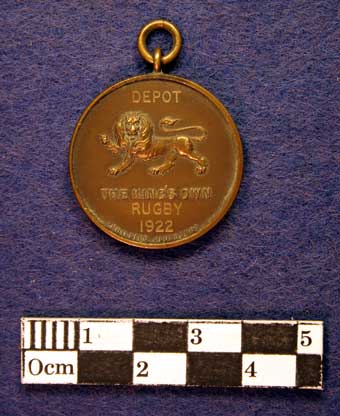 DEPOT
THE KING'S OWN
RUGBY
1922
1 3 5
0cm 2 4